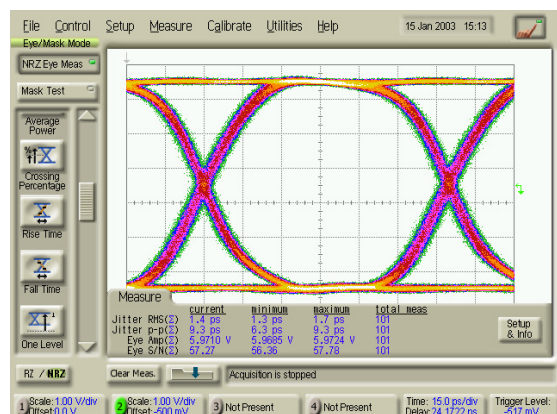 File Control Setup Measure Calibrate Utilities Help 15 Jan 2003 15:13
Eye/Mask Mode
NRZ Eye Meas
Mask Test
Average
Power
Crossing
Percentage
Rise Time
Fall Time
One Level
Measure
current minimum maximum total meas
Jitter RMS(Σ) 1.4 ps 1.3 ps 1.7 ps 101
Jitter p-p(Σ) 9.3 ps 6.3 ps 9.3 ps 101
Eye Amp(Σ) 5.9710 V 5.9685 V 5.9724 V 101
Eye S/N(Σ) 57.27 56.36 57.78 101
Setup
& Info
RZ / NRZ
Clear Meas. Acquisition is stopped
1 Scale:1.00 V/div
Offset:0.0 V
2 Scale:1.00 V/div
Offset:-500 mV
3 Not Present
4 Not Present
Time: 15.0 ps/div
Delay:24.1722 ns
Trigger Level:
-517 mV